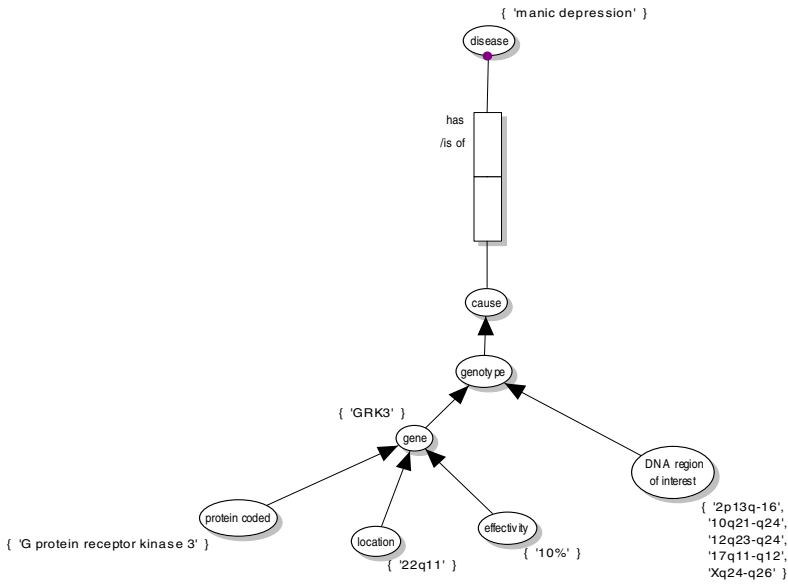 { 'manic depression' }
disease
has
/is of
cause
genotype
{ 'GRK3' }
gene
DNA region
of interest
protein coded
location
effectivity
{ 'G protein receptor kinase 3' }
{ '22q11' }
{ '10%' }
{ '2p13q-16',
'10q21-q24',
'12q23-q24',
'17q11-q12',
'Xq24-q26' }